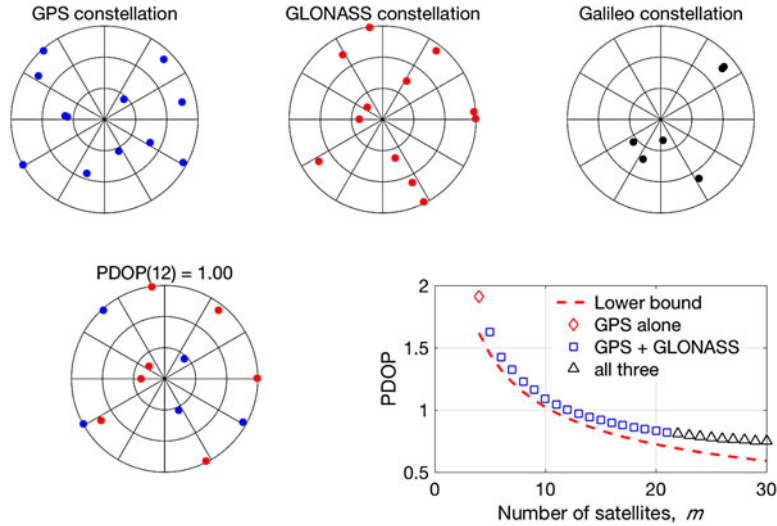 GPS constellation
GLONASS constellation
Galileo constellation
PDOP(12) = 1.00
2
1.5
1
0.5
PDOP
Lower bound
GPS alone
GPS + GLONASS
all three
0
10
20
30
Number of satellites, m